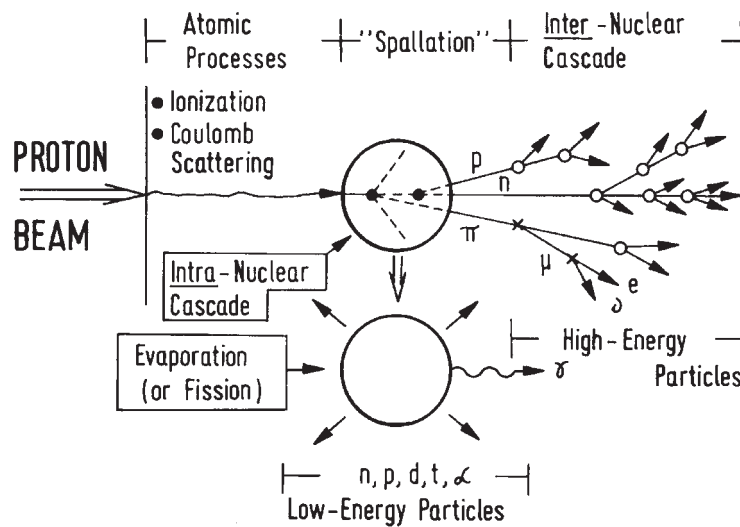 Atomic Processes
"Spallation"
Inter-Nuclear Cascade
• Ionization
• Coulomb Scattering
PROTON
BEAM
p
n
π
μ
e
υ
Intra-Nuclear
Cascade
Evaporation
(or Fission)
γ
High-Energy
Particles
n, p, d, t, α
Low-Energy Particles